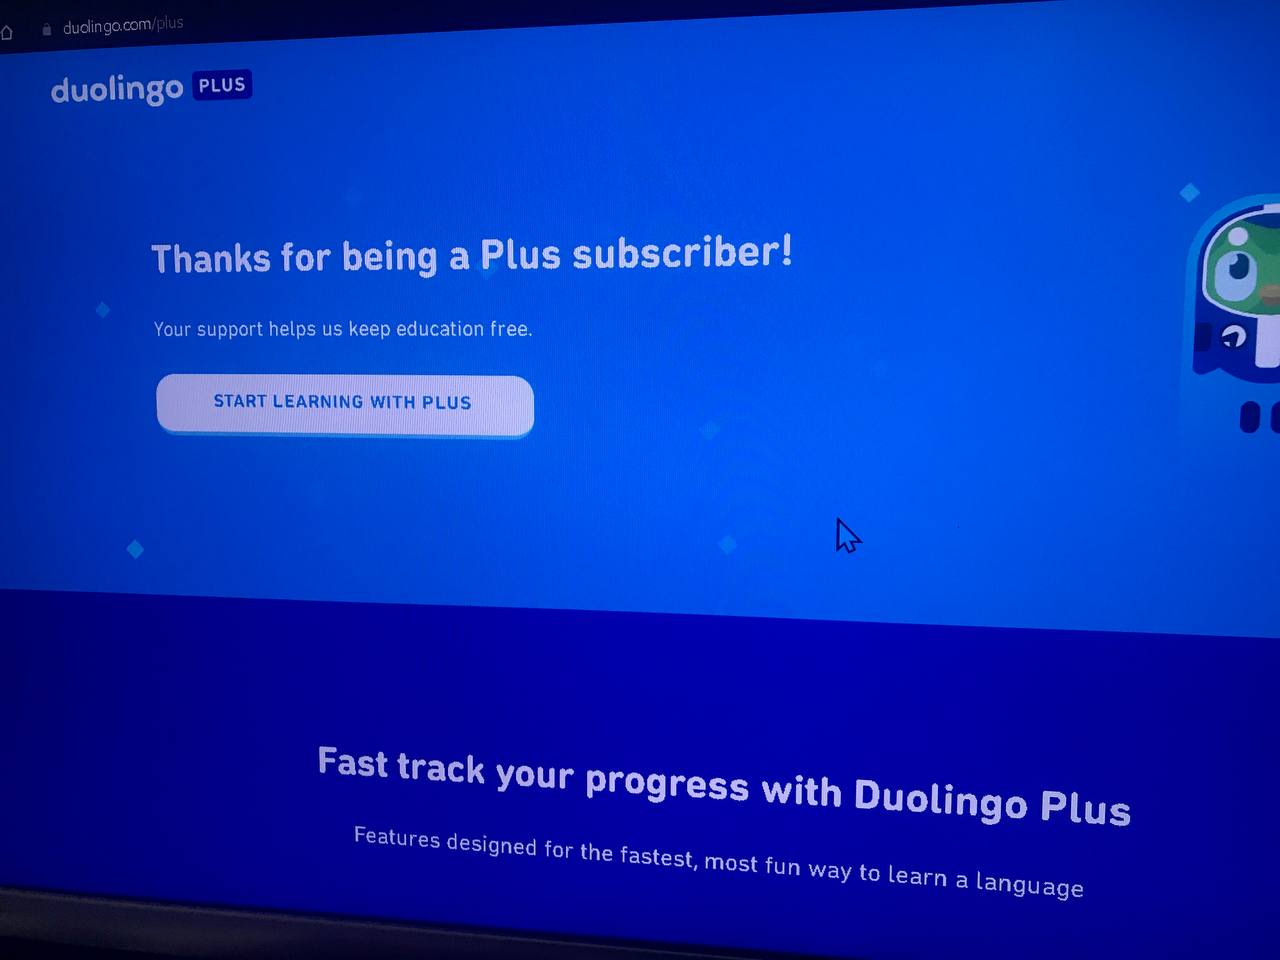 duolingo.com/plus
duolingo PLUS
Thanks for being a Plus subscriber!
Your support helps us keep education free.
START LEARNING WITH PLUS
Fast track your progress with Duolingo Plus
Features designed for the fastest, most fun way to learn a language